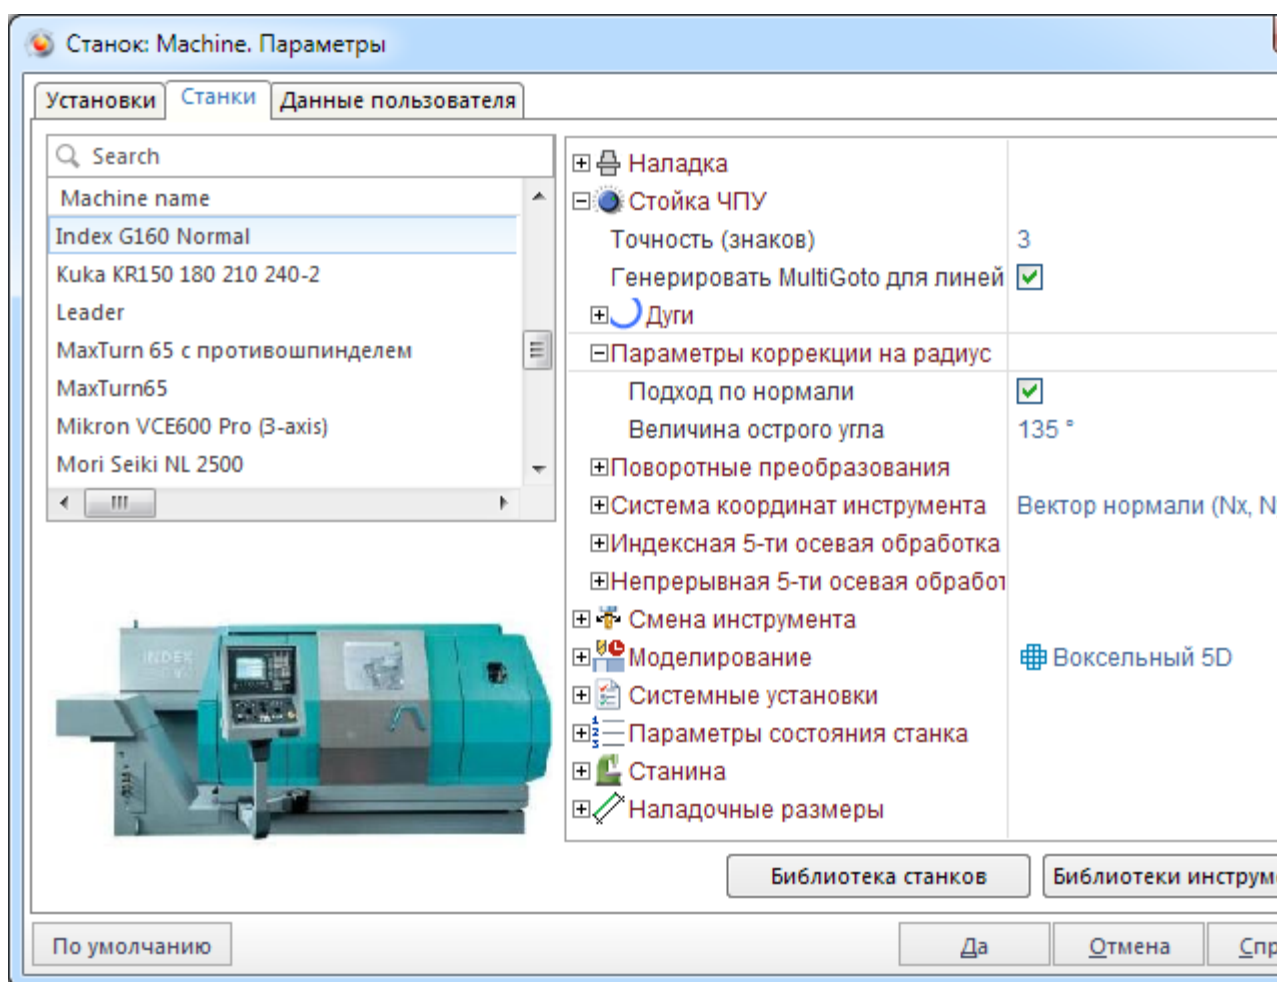 Станок: Machine. Параметры
Установки
Станки
Данные пользователя
Search
Machine name
Index G160 Normal
Kuka KR150 180 210 240-2
Leader
MaxTurn 65 с противошпинделем
MaxTurn65
Mikron VCE600 Pro (3-axis)
Mori Seiki NL 2500
INDEX
Наладка
Стойка ЧПУ
Точность (знаков) 3
Генерировать MultiGoto для линей
Дуги
Параметры коррекции на радиус
Подход по нормали
Величина острого угла 135 °
Поворотные преобразования
Система координат инструмента Вектор нормали (Nx, N
Индексная 5-ти осевая обработка
Непрерывная 5-ти осевая обработ
Смена инструмента
Моделирование Воксельный 5D
Системные установки
Параметры состояния станка
Станина
Наладочные размеры
Библиотека станков
Библиотеки инструм
По умолчанию
Да
Отмена
Спр